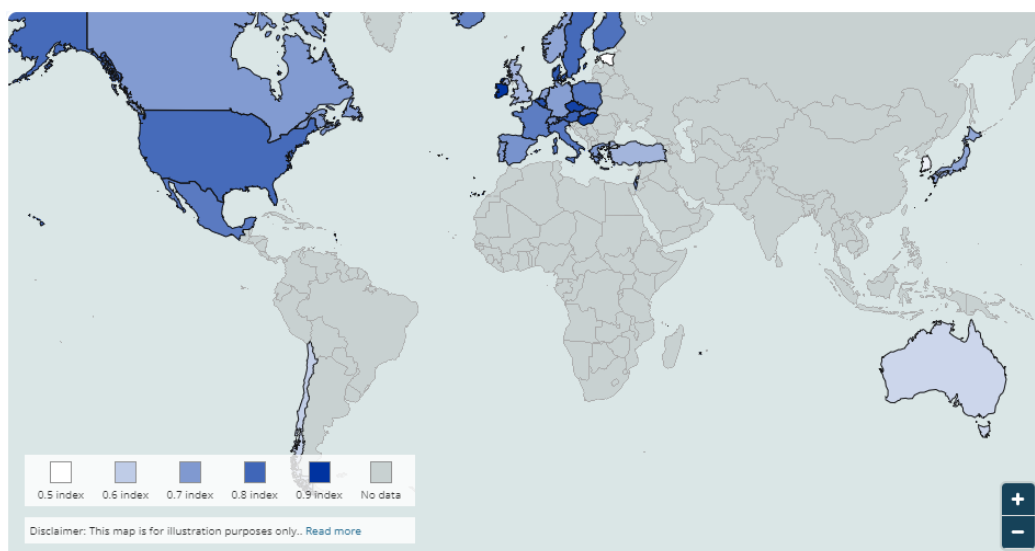 0.5 index 0.6 index 0.7 index 0.8 index 0.9 index No data
Disclaimer: This map is for illustration purposes only.. Read more
+
−